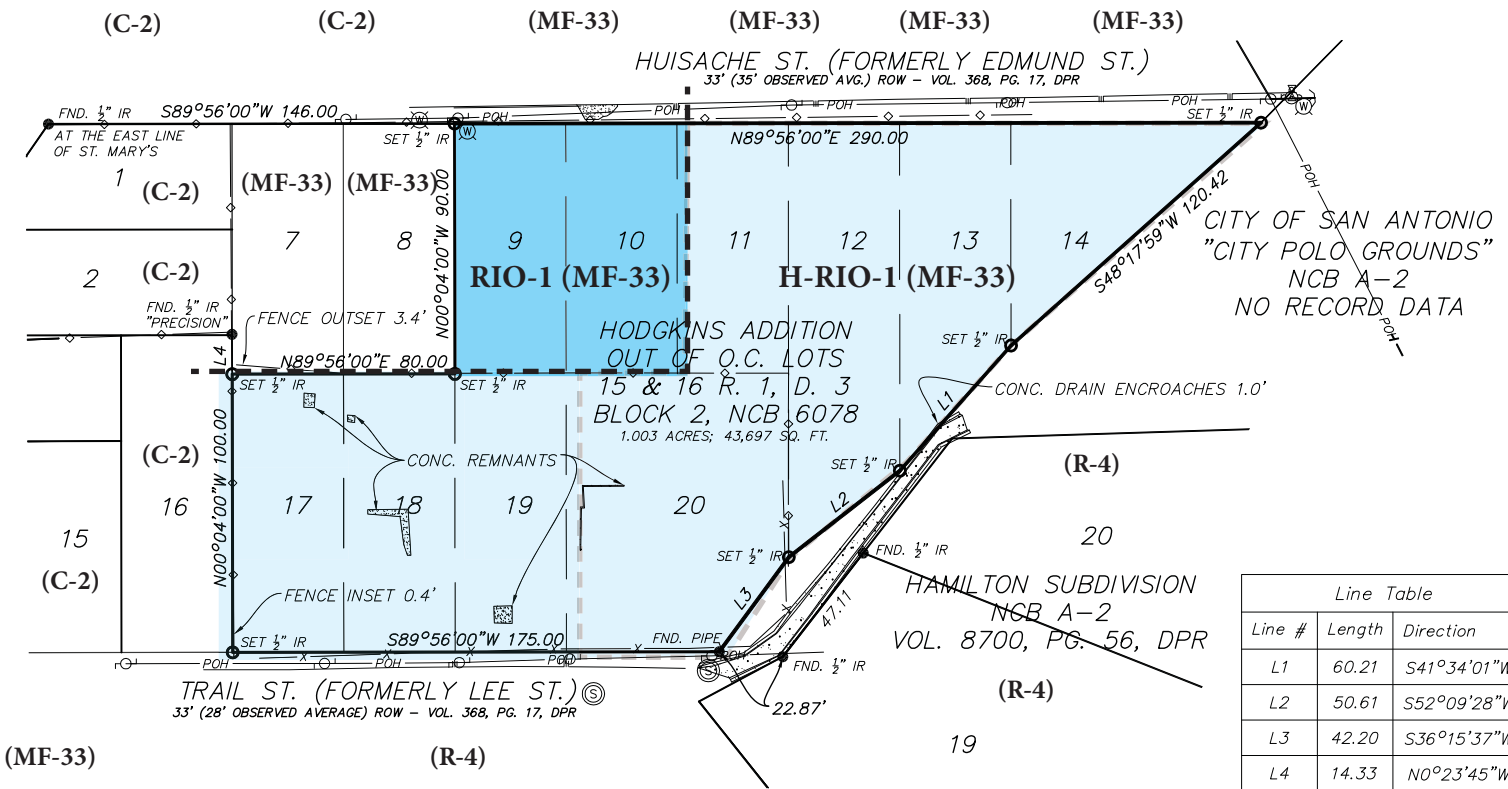 (C-2)
(C-2)
(MF-33)
(MF-33)
(MF-33)
(MF-33)
HUISACHE ST. (FORMERLY EDMUND ST.)
33' (35' OBSERVED AVG.) ROW – VOL. 368, PG. 17, DPR
FND. ½" IR
S89°56'00"W 146.00
AT THE EAST LINE
OF ST. MARY'S
POH
POH
POH
POH
POH
W
W
W
SET ½" IR
SET ½" IR
N89°56'00"E 290.00
1
(C-2)
(MF-33)
(MF-33)
N00°04'00"W 90.00
7
8
9
10
11
12
13
14
S48°17'59"W 120.42
POH
CITY OF SAN ANTONIO
"CITY POLO GROUNDS"
NCB A–2
NO RECORD DATA
POH
2
(C-2)
RIO-1 (MF-33)
H-RIO-1 (MF-33)
FND. ½" IR
"PRECISION"
FENCE OUTSET 3.4'
HODGKINS ADDITION
OUT OF O.C. LOTS
15 & 16 R. 1, D. 3
BLOCK 2, NCB 6078
1.003 ACRES; 43,697 SQ. FT.
SET ½" IR
L4
N89°56'00"E 80.00
SET ½" IR
SET ½" IR
CONC. DRAIN ENCROACHES 1.0'
L1
N00°04'00"W 100.00
(C-2)
CONC. REMNANTS
SET ½" IR
(R-4)
16
17
18
19
20
L2
15
(C-2)
SET ½" IR
FND. ½" IR
20
HAMILTON SUBDIVISION
NCB A–2
VOL. 8700, PG. 56, DPR
FENCE INSET 0.4'
L3
47.11
SET ½" IR
S89°56'00"W 175.00
FND. PIPE
POH
POH
POH
POH
S
FND. ½" IR
TRAIL ST. (FORMERLY LEE ST.)
S
33' (28' OBSERVED AVERAGE) ROW – VOL. 368, PG. 17, DPR
22.87'
(R-4)
19
(MF-33)
(R-4)
Line Table
Line # Length Direction
L1 60.21 S41°34'01"W
L2 50.61 S52°09'28"W
L3 42.20 S36°15'37"W
L4 14.33 N0°23'45"W